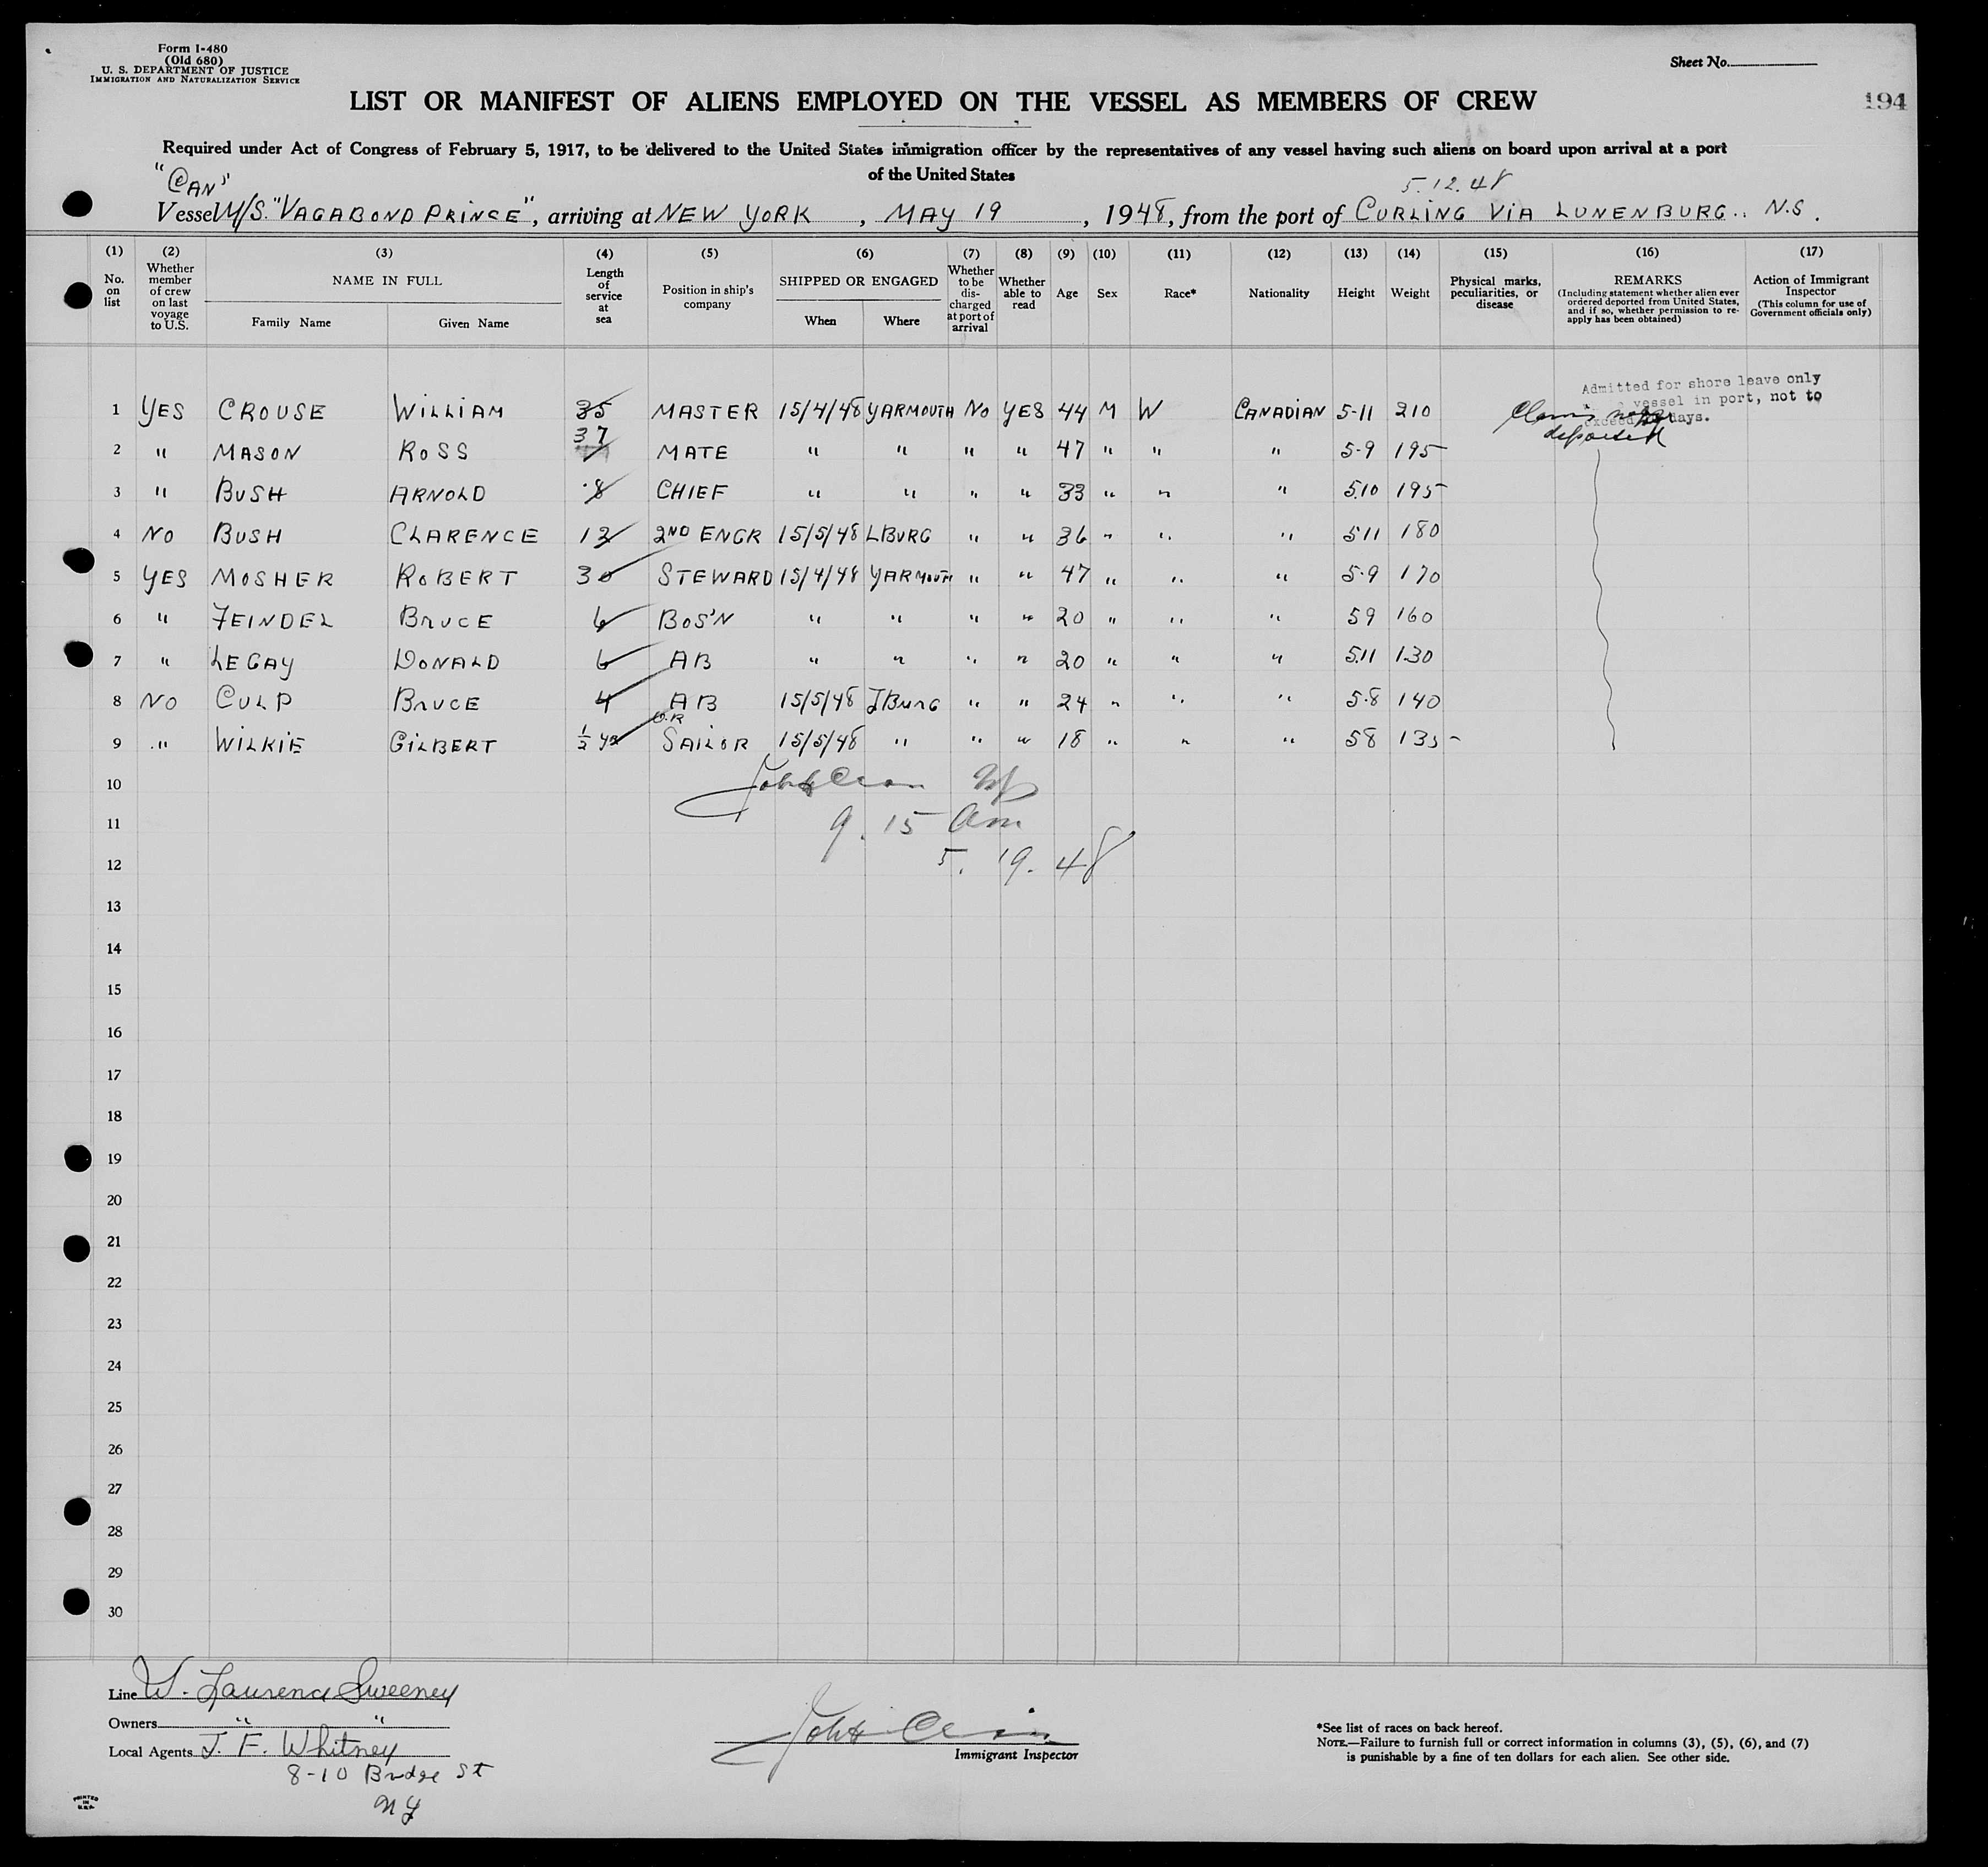 Form I-480
(Old 680)
U. S. DEPARTMENT OF JUSTICE
IMMIGRATION AND NATURALIZATION SERVICE
Sheet No.
LIST OR MANIFEST OF ALIENS EMPLOYED ON THE VESSEL AS MEMBERS OF CREW
194
Required under Act of Congress of February 5, 1917, to be delivered to the United States immigration officer by the representatives of any vessel having such aliens on board upon arrival at a port
of the United States
"CAN"
5.12.48
Vessel M/S. "VAGABOND PRINCE", arriving at NEW YORK, MAY 19, 1948, from the port of CURLING VIA LUNENBURG.. N.S.
(1) (2) (3) (4) (5) (6) (7) (8) (9) (10) (11) (12) (13) (14) (15) (16) (17)
No. on list
Whether member of crew on last voyage to U.S.
NAME IN FULL
Family Name Given Name
Length of service at sea
Position in ship's company
SHIPPED OR ENGAGED
When Where
Whether to be discharged at port of arrival
Whether able to read
Age
Sex
Race*
Nationality
Height
Weight
Physical marks, peculiarities, or disease
REMARKS
(Including statement whether alien ever ordered deported from United States, and if so, whether permission to re-apply has been obtained)
Action of Immigrant Inspector
(This column for use of Government officials only)
Admitted for shore leave only
vessel in port, not to
exceed days.
Claims never
deported
1 YES CROUSE WILLIAM 35 MASTER 15/4/48 YARMOUTH NO YES 44 M W CANADIAN 5-11 210
2 " MASON ROSS 37 MATE " " " " 47 " " " 5-9 195
3 " BUSH ARNOLD 8 CHIEF " " " " 33 " " " 5.10 195
4 NO BUSH CLARENCE 13 2ND ENGR 15/5/48 LBURG " " 36 " " " 511 180
5 YES MOSHER ROBERT 30 STEWARD 15/4/48 YARMOUTH " " 47 " " " 5-9 170
6 " FEINDEL BRUCE 6 BOS'N " " " " 20 " " " 59 160
7 " LEGAY DONALD 6 AB " " " " 20 " " " 5.11 130
8 NO CULP BRUCE 4 AB 15/5/48 LBURG " " 24 " " " 5.8 140
9 " WILKIE GILBERT 1/2 yr O.R SAILOR 15/5/48 " " " 18 " " " 58 135
10
11 9.15 am
12 5.19.48
13
14
15
16
17
18
19
20
21
22
23
24
25
26
27
28
29
30
Line W. Laurence Sweeney
Owners " "
Local Agents J. F. Whitney
8-10 Bridge St
NY
Immigrant Inspector
*See list of races on back hereof.
NOTE.—Failure to furnish full or correct information in columns (3), (5), (6), and (7)
is punishable by a fine of ten dollars for each alien. See other side.
PRINTED
IN
U.S.A.